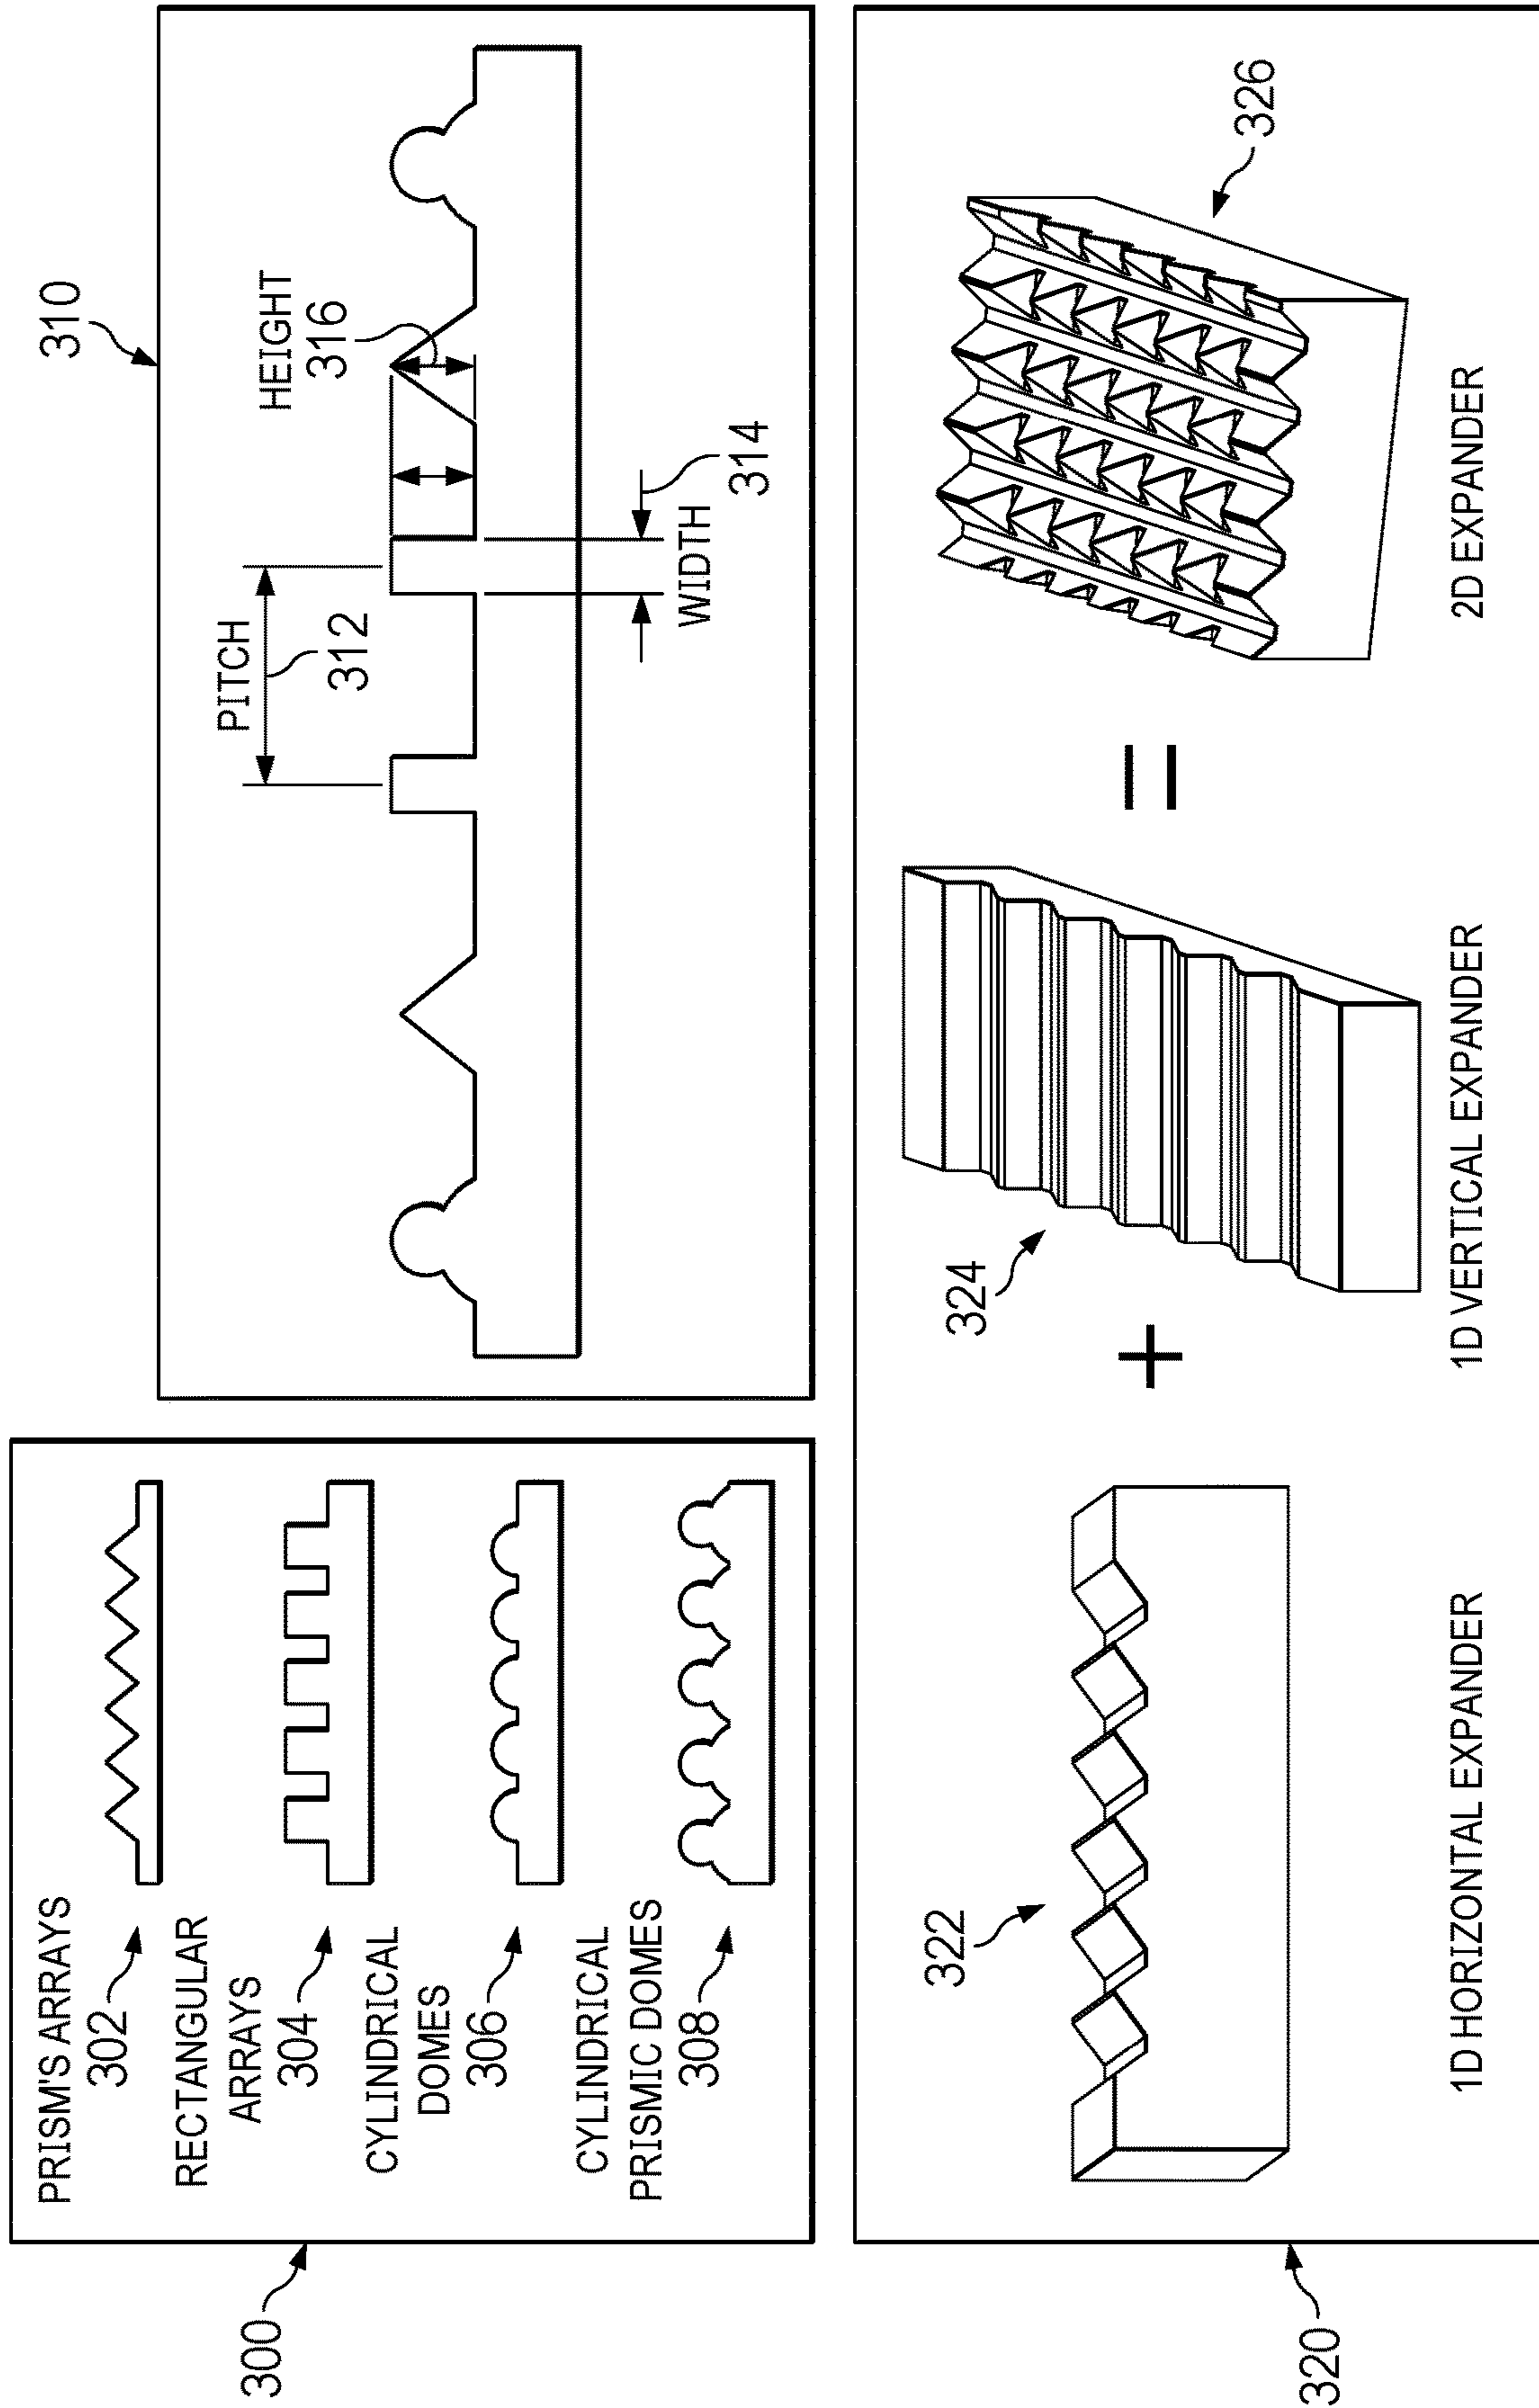 300
PRISM'S ARRAYS
302
RECTANGULAR
ARRAYS
304
CYLINDRICAL
DOMES
306
CYLINDRICAL
PRISMIC DOMES
308
310
PITCH
312
HEIGHT
316
314
WIDTH
320
322
1D HORIZONTAL EXPANDER
+
324
1D VERTICAL EXPANDER
=
326
2D EXPANDER